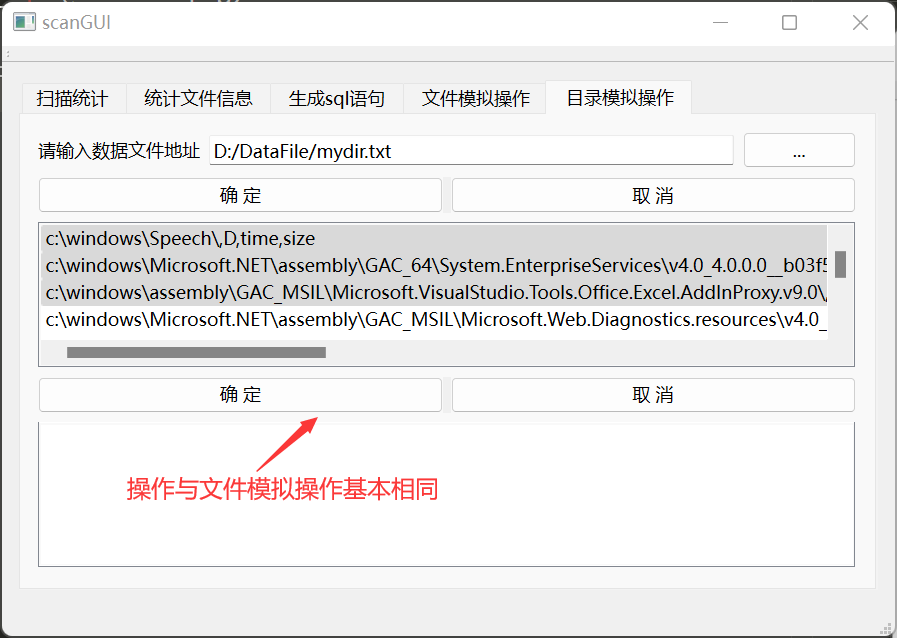 scanGUI
扫描统计 统计文件信息 生成sql语句 文件模拟操作 目录模拟操作
请输入数据文件地址 D:/DataFile/mydir.txt ...
确 定 取 消
c:\windows\Speech\,D,time,size
c:\windows\Microsoft.NET\assembly\GAC_64\System.EnterpriseServices\v4.0_4.0.0.0__b03f5
c:\windows\assembly\GAC_MSIL\Microsoft.VisualStudio.Tools.Office.Excel.AddInProxy.v9.0\
c:\windows\Microsoft.NET\assembly\GAC_MSIL\Microsoft.Web.Diagnostics.resources\v4.0_
确 定 取 消
操作与文件模拟操作基本相同